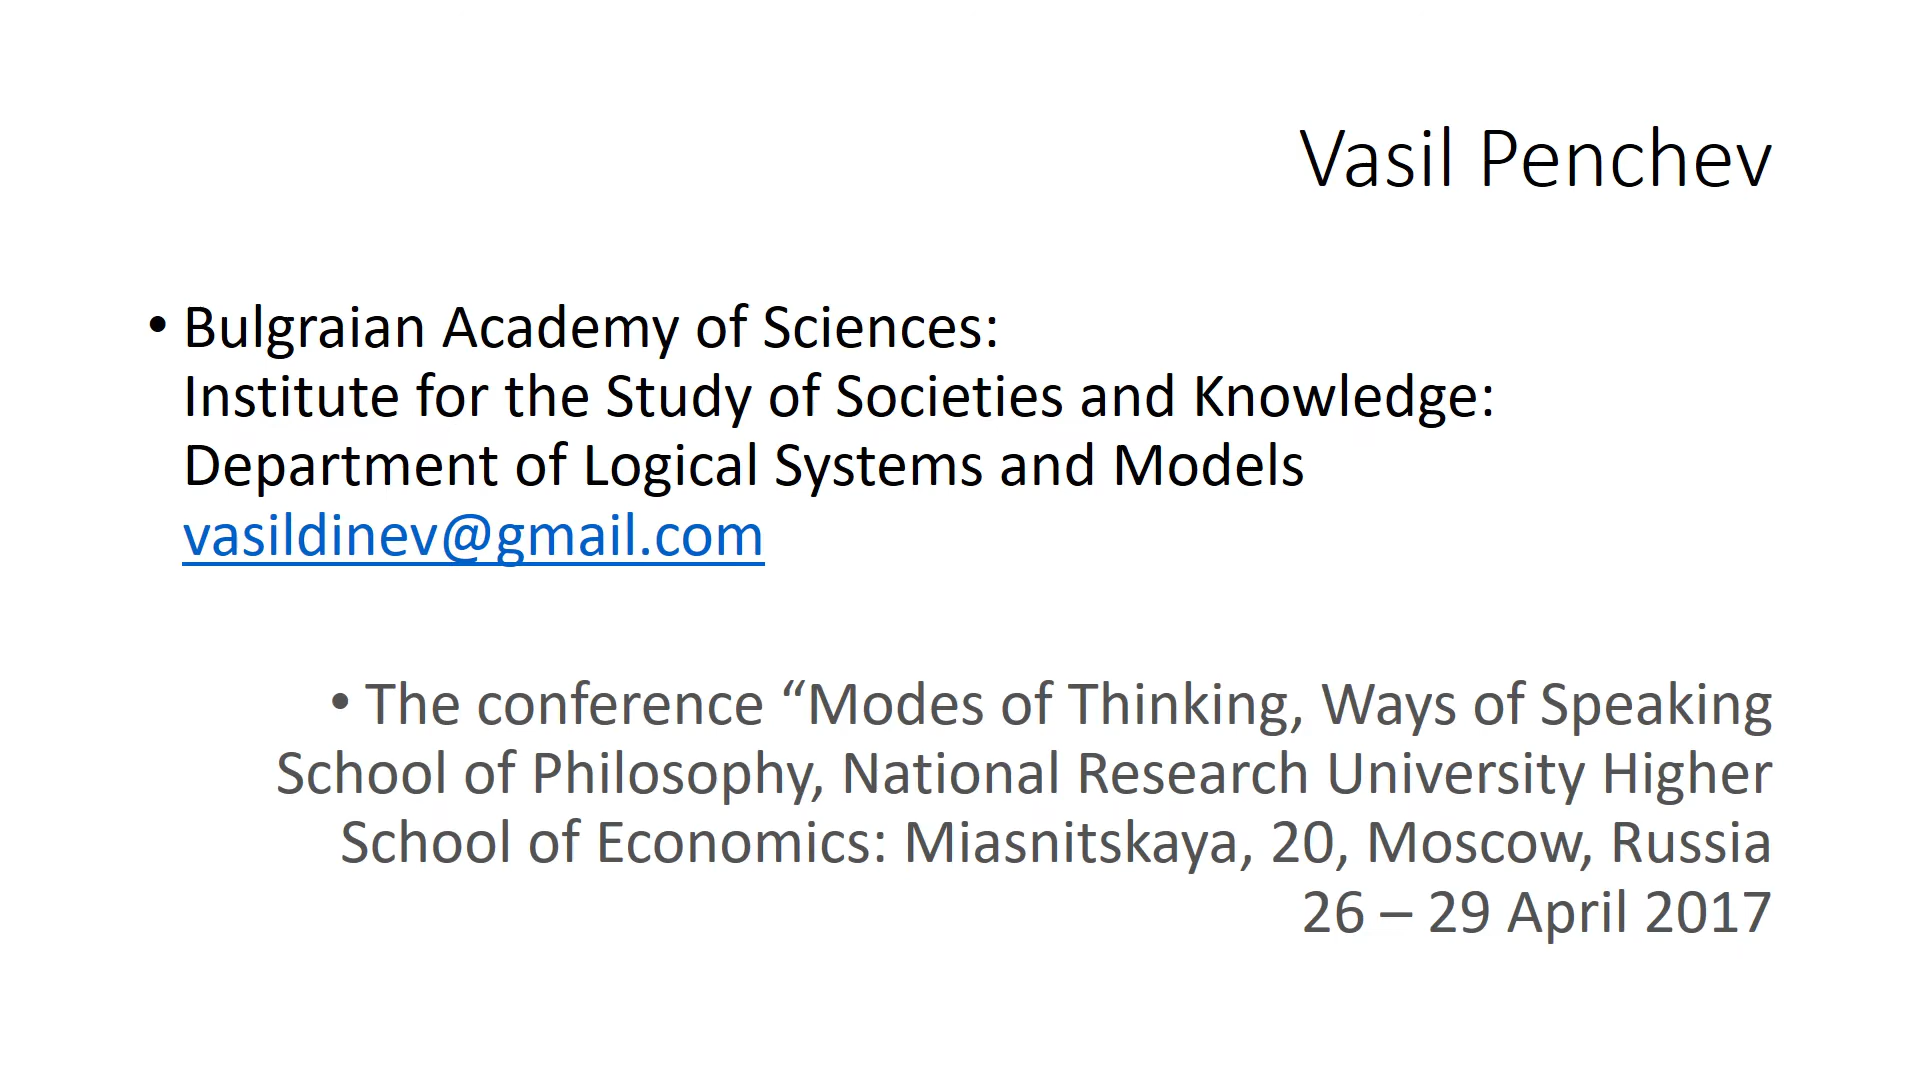 Vasil Penchev
• Bulgraian Academy of Sciences:
Institute for the Study of Societies and Knowledge:
Department of Logical Systems and Models
vasildinev@gmail.com
• The conference “Modes of Thinking, Ways of Speaking
School of Philosophy, National Research University Higher
School of Economics: Miasnitskaya, 20, Moscow, Russia
26 – 29 April 2017